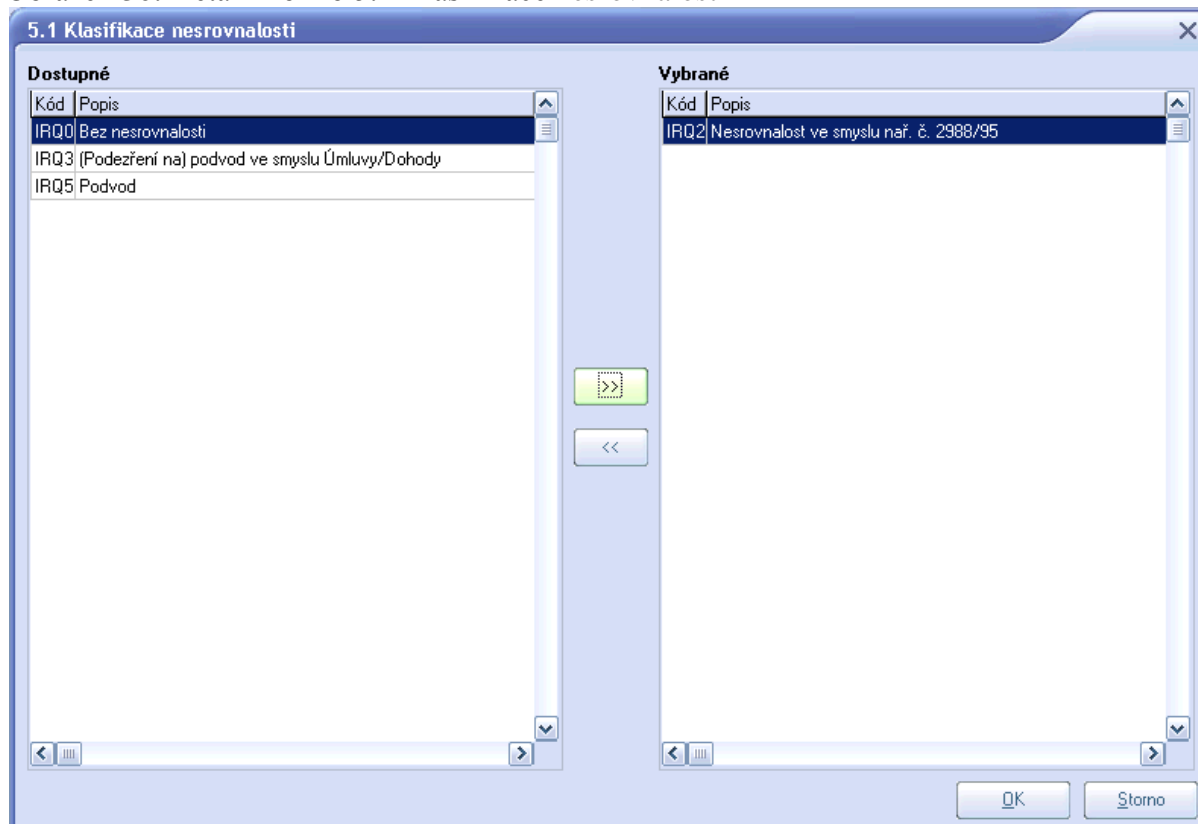 5.1 Klasifikace nesrovnalosti
Dostupné
Kód Popis
IRQ0 Bez nesrovnalosti
IRQ3 (Podezření na) podvod ve smyslu Úmluvy/Dohody
IRQ5 Podvod
>>
<<
Vybrané
Kód Popis
IRQ2 Nesrovnalost ve smyslu nař. č. 2988/95
OK
Storno